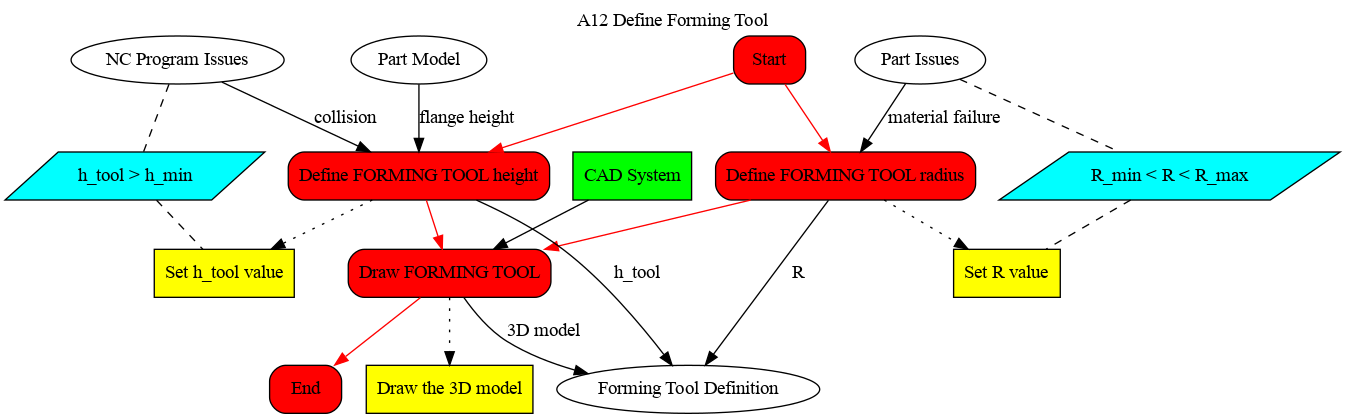 A12 Define Forming Tool
NC Program Issues
Part Model
Start
Part Issues
collision
flange height
material failure
h_tool > h_min
Define FORMING TOOL height
CAD System
Define FORMING TOOL radius
R_min < R < R_max
Set h_tool value
Draw FORMING TOOL
h_tool
R
Set R value
3D model
End
Draw the 3D model
Forming Tool Definition